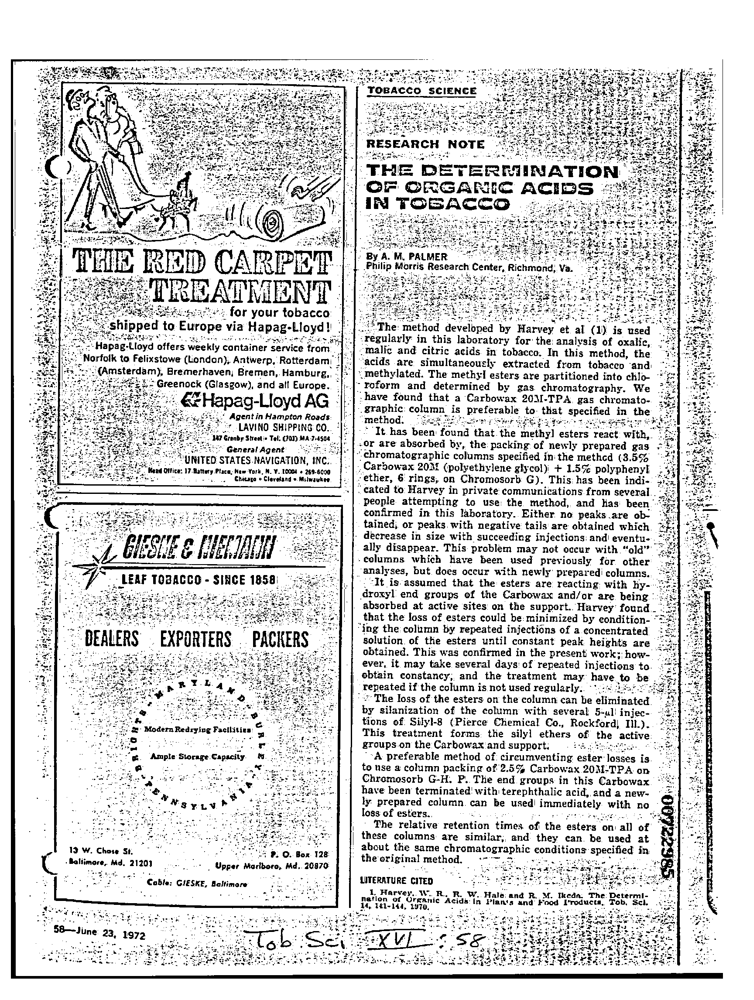 THE RED CARPET
TREATMENT
for your tobacco
shipped to Europe via Hapag-Lloyd!
Hapag-Lloyd offers weekly container service from
Norfolk to Felixstowe (London), Antwerp, Rotterdam
(Amsterdam), Bremerhaven, Bremen, Hamburg,
Greenock (Glasgow), and all Europe.
Hapag-Lloyd AG
Agent in Hampton Roads
LAVINO SHIPPING CO.
347 Granby Street • Tel. (703) MA 7-4504
General Agent
UNITED STATES NAVIGATION, INC.
Head Office: 17 Battery Place, New York, N. Y. 10004 • 269-6000
Chicago • Cleveland • Milwaukee
GIESKE & NIEMANN
LEAF TOBACCO - SINCE 1858
DEALERS EXPORTERS PACKERS
BRIGHTS-MARYLAND-BURLEY
Modern Redrying Facilities
Ample Storage Capacity
PENNSYLVANIA
13 W. Chase St.
Baltimore, Md. 21201
P. O. Box 128
Upper Marlboro, Md. 20870
Cable: GIESKE, Baltimore
58—June 23, 1972
TOBACCO SCIENCE
RESEARCH NOTE
THE DETERMINATION
OF ORGANIC ACIDS
IN TOBACCO
By A. M. PALMER
Philip Morris Research Center, Richmond, Va.
The method developed by Harvey et al (1) is used
regularly in this laboratory for the analysis of oxalic,
malic and citric acids in tobacco. In this method, the
acids are simultaneously extracted from tobacco and
methylated. The methyl esters are partitioned into chlo-
roform and determined by gas chromatography. We
have found that a Carbowax 20M-TPA gas chromato-
graphic column is preferable to that specified in the
method.
It has been found that the methyl esters react with,
or are absorbed by, the packing of newly prepared gas
chromatographic columns specified in the method (3.5%
Carbowax 20M (polyethylene glycol) + 1.5% polyphenyl
ether, 6 rings, on Chromosorb G). This has been indi-
cated to Harvey in private communications from several
people attempting to use the method, and has been
confirmed in this laboratory. Either no peaks are ob-
tained, or peaks with negative tails are obtained which
decrease in size with succeeding injections and eventu-
ally disappear. This problem may not occur with "old"
columns which have been used previously for other
analyses, but does occur with newly prepared columns.
It is assumed that the esters are reacting with hy-
droxyl end groups of the Carbowax and/or are being
absorbed at active sites on the support. Harvey found
that the loss of esters could be minimized by condition-
ing the column by repeated injections of a concentrated
solution of the esters until constant peak heights are
obtained. This was confirmed in the present work; how-
ever, it may take several days of repeated injections to
obtain constancy, and the treatment may have to be
repeated if the column is not used regularly.
The loss of the esters on the column can be eliminated
by silanization of the column with several 5-μl injec-
tions of Silyl-8 (Pierce Chemical Co., Rockford, Ill.).
This treatment forms the silyl ethers of the active
groups on the Carbowax and support.
A preferable method of circumventing ester losses is
to use a column packing of 2.5% Carbowax 20M-TPA on
Chromosorb G-H. P. The end groups in this Carbowax
have been terminated with terephthalic acid, and a new-
ly prepared column can be used immediately with no
loss of esters.
The relative retention times of the esters on all of
these columns are similar, and they can be used at
about the same chromatographic conditions specified in
the original method.
LITERATURE CITED
1. Harvey, W. R., R. W. Hale and R. M. Ikeda. The Determi-
nation of Organic Acids in Plants and Food Products, Tob. Sci.
14, 141-144, 1970.
007722985
Tob Sci XVI : 58